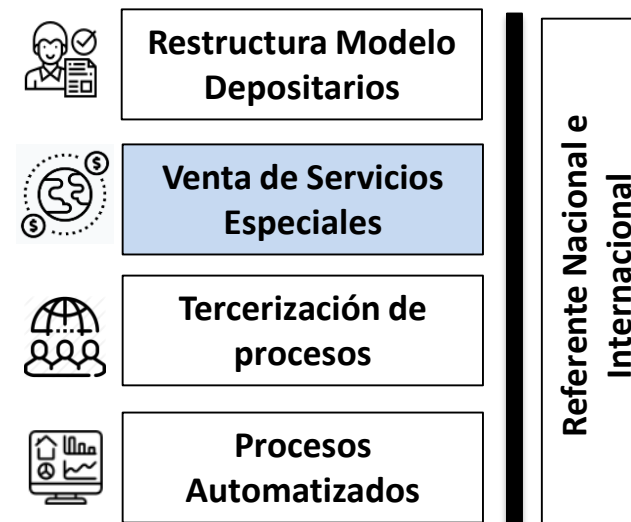 Restructura Modelo
Depositarios
Venta de Servicios
Especiales
Tercerización de
procesos
Procesos
Automatizados
Referente Nacional e
Internacional
$
$